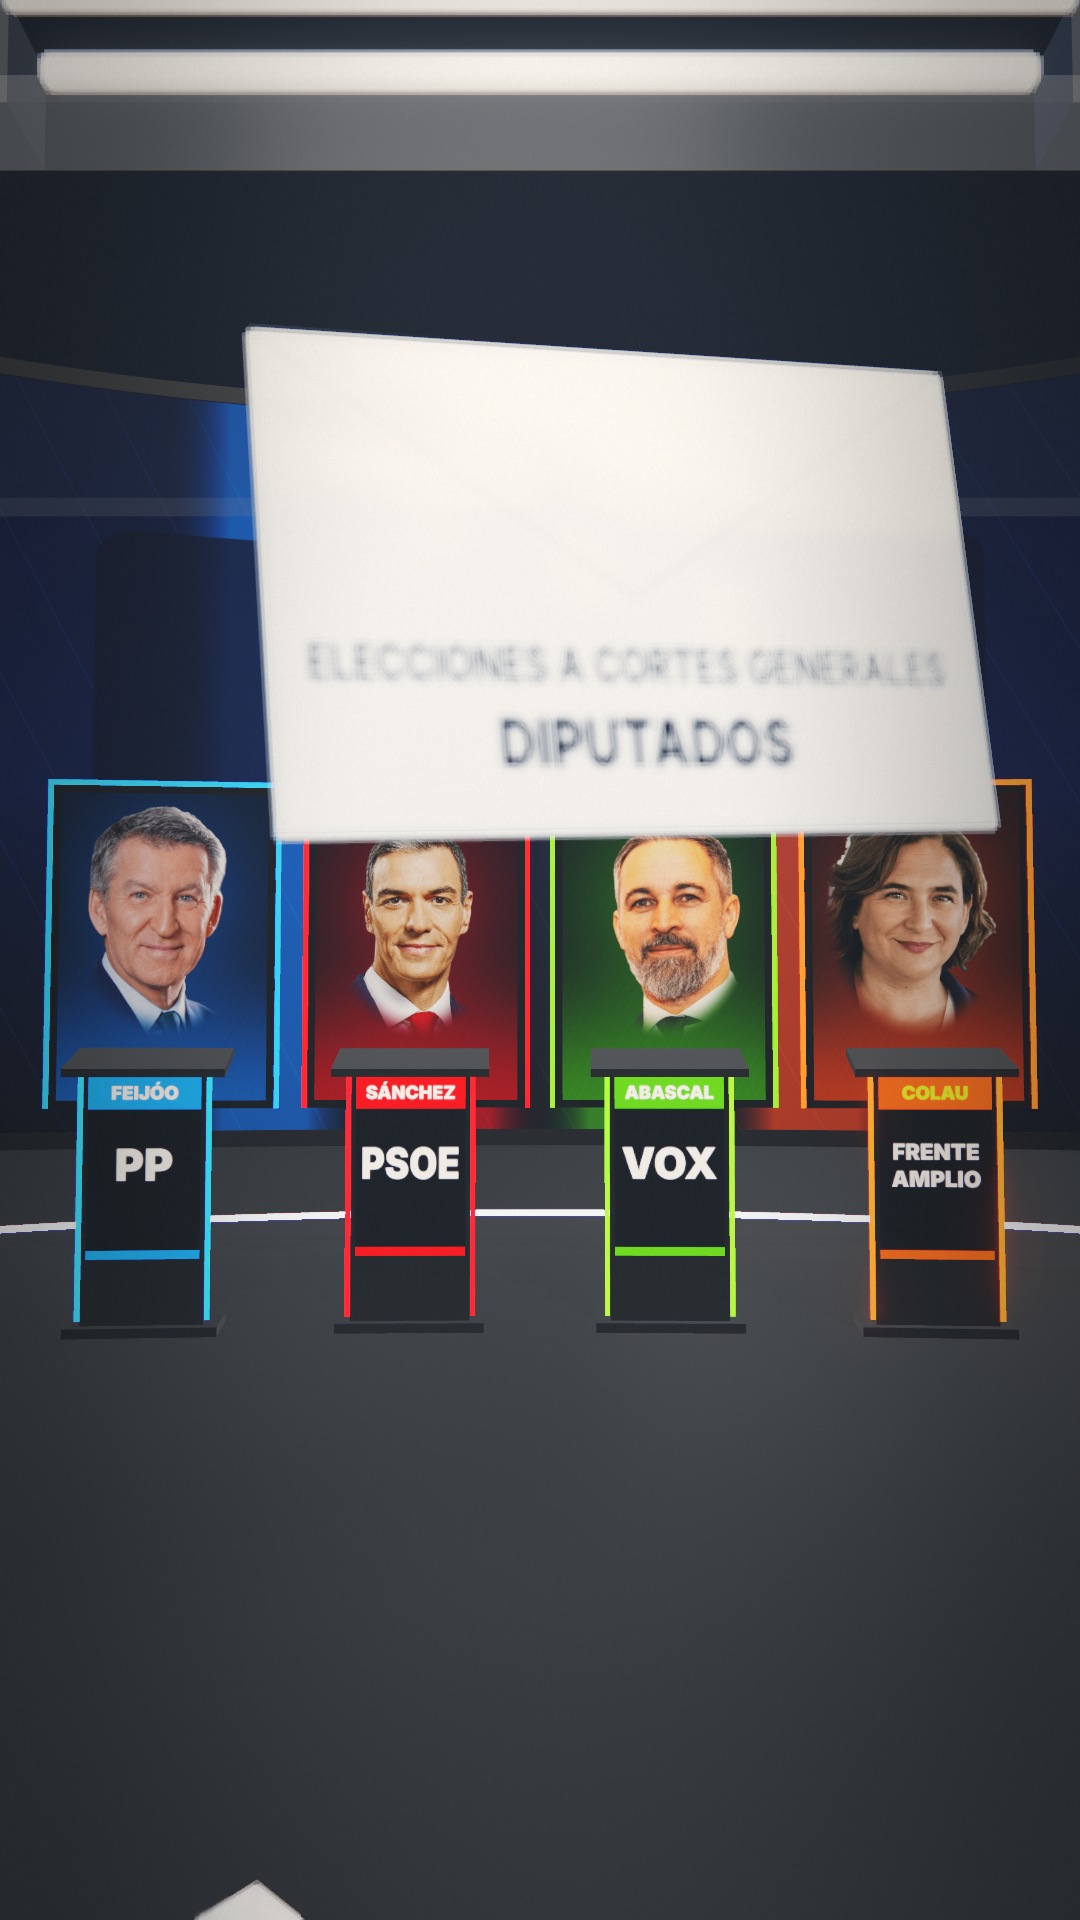 ELECCIONES A CORTES GENERALES
DIPUTADOS
FEIJÓO
PP
SÁNCHEZ
PSOE
ABASCAL
VOX
COLAU
FRENTE
AMPLIO